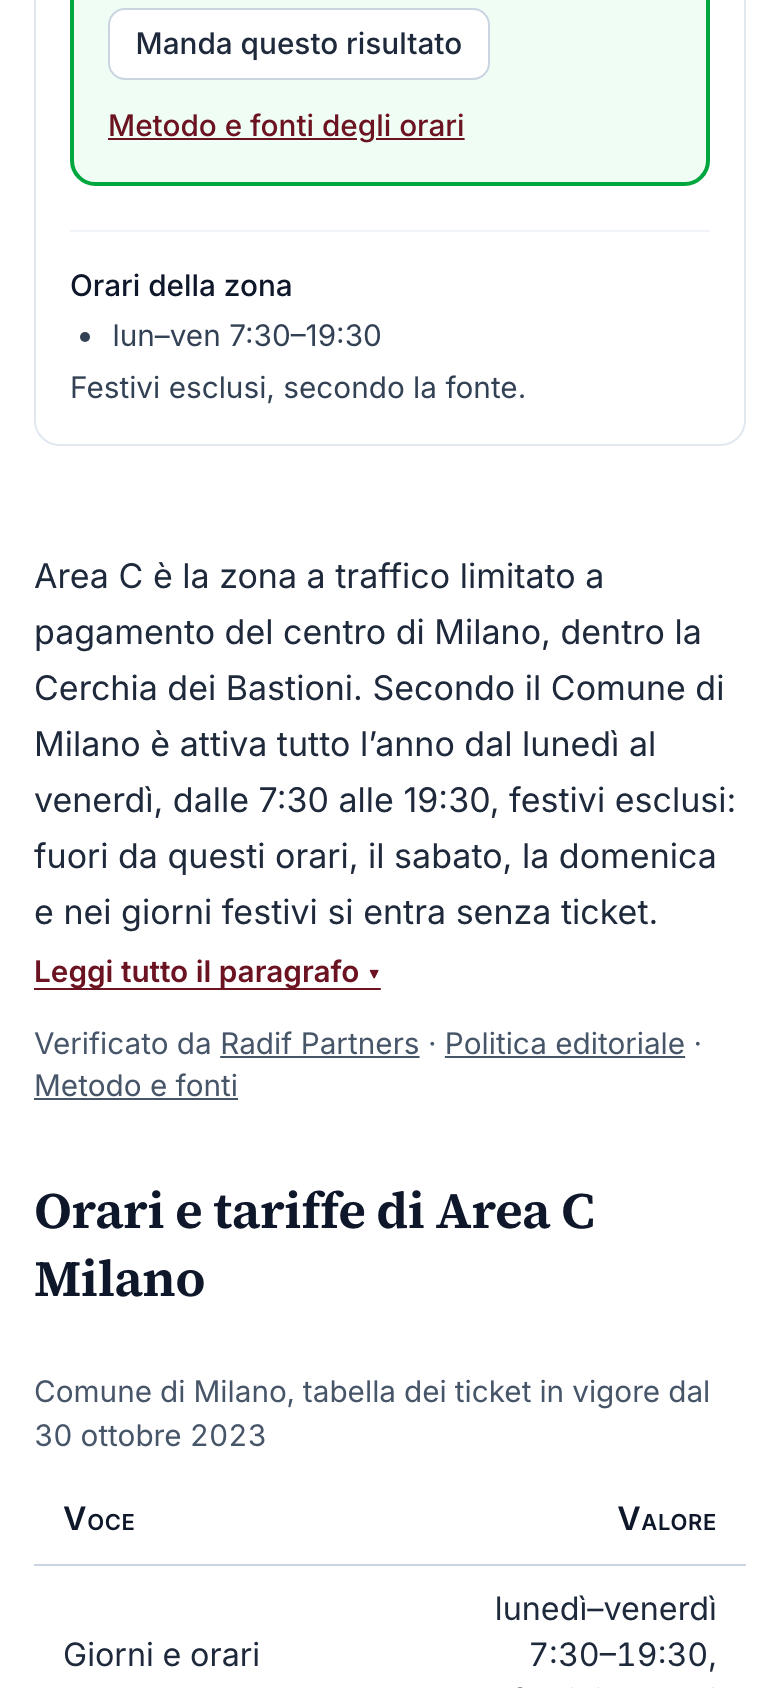 Manda questo risultato
Metodo e fonti degli orari
Orari della zona
• lun–ven 7:30–19:30
Festivi esclusi, secondo la fonte.
Area C è la zona a traffico limitato a
pagamento del centro di Milano, dentro la
Cerchia dei Bastioni. Secondo il Comune di
Milano è attiva tutto l’anno dal lunedì al
venerdì, dalle 7:30 alle 19:30, festivi esclusi:
fuori da questi orari, il sabato, la domenica
e nei giorni festivi si entra senza ticket.
Leggi tutto il paragrafo ▾
Verificato da Radif Partners · Politica editoriale ·
Metodo e fonti
Orari e tariffe di Area C
Milano
Comune di Milano, tabella dei ticket in vigore dal
30 ottobre 2023
Voce Valore
lunedì–venerdì
Giorni e orari 7:30–19:30,